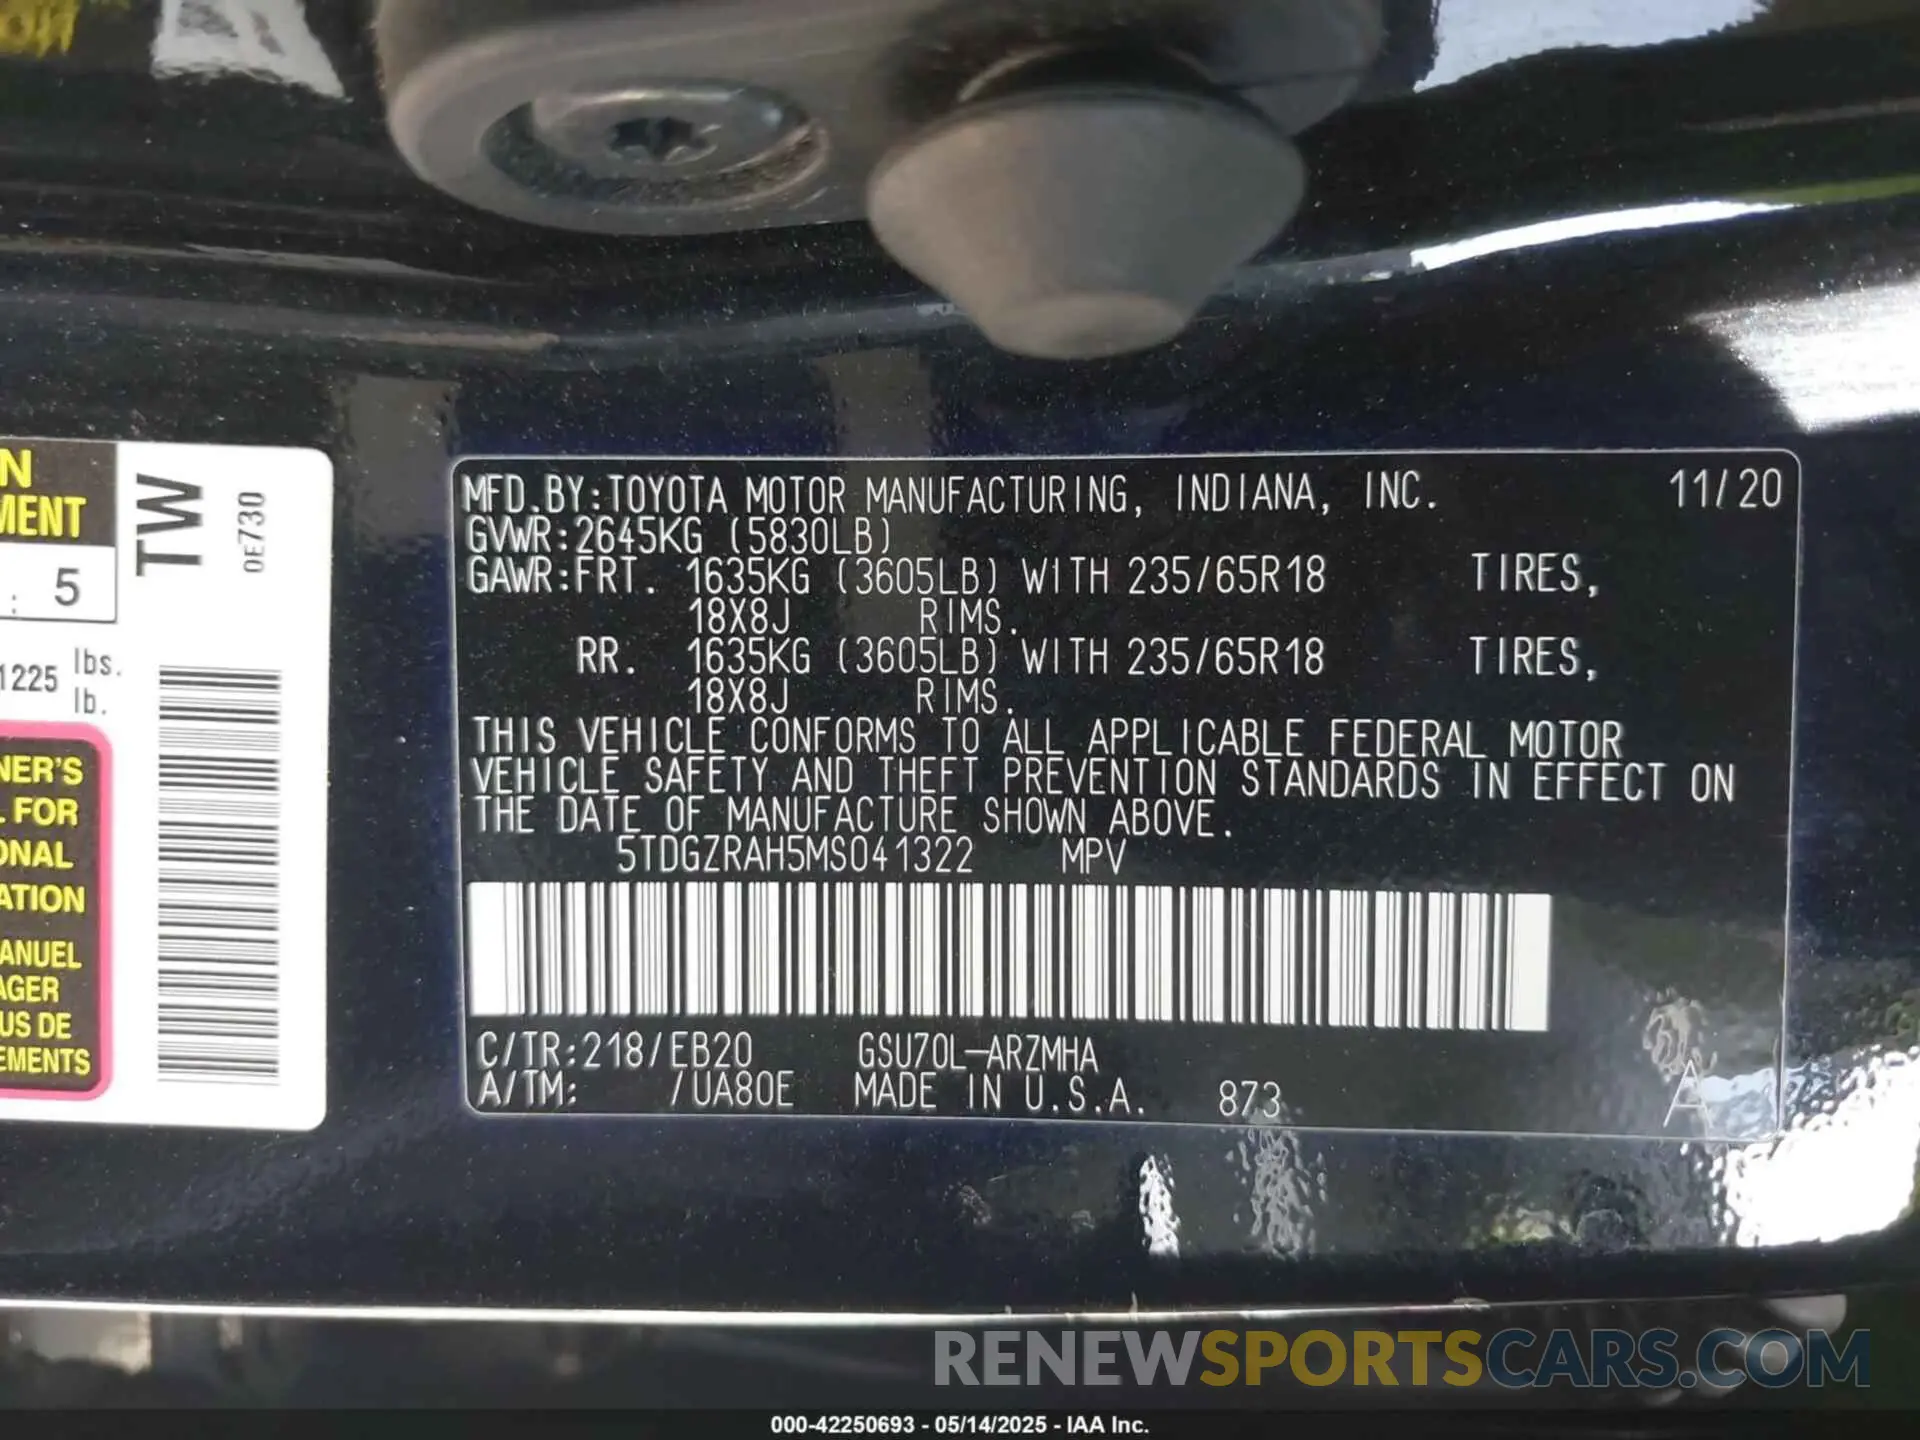 N
MENT
: 5
1225 lbs.
lb.
NER'S
L FOR
ONAL
ATION
ANUEL
AGER
US DE
EMENTS
TW
0E730
MFD.BY:TOYOTA MOTOR MANUFACTURING, INDIANA, INC. 11/20
GVWR:2645KG (5830LB)
GAWR:FRT. 1635KG (3605LB) WITH 235/65R18 TIRES,
18X8J RIMS.
RR. 1635KG (3605LB) WITH 235/65R18 TIRES,
18X8J RIMS.
THIS VEHICLE CONFORMS TO ALL APPLICABLE FEDERAL MOTOR
VEHICLE SAFETY AND THEFT PREVENTION STANDARDS IN EFFECT ON
THE DATE OF MANUFACTURE SHOWN ABOVE.
5TDGZRAH5MS041322 MPV
C/TR:218/EB20 GSU70L-ARZMHA
A/TM: /UA80E MADE IN U.S.A. 873 A
RENEWSPORTSCARS.COM
000-42250693 - 05/14/2025 - IAA Inc.